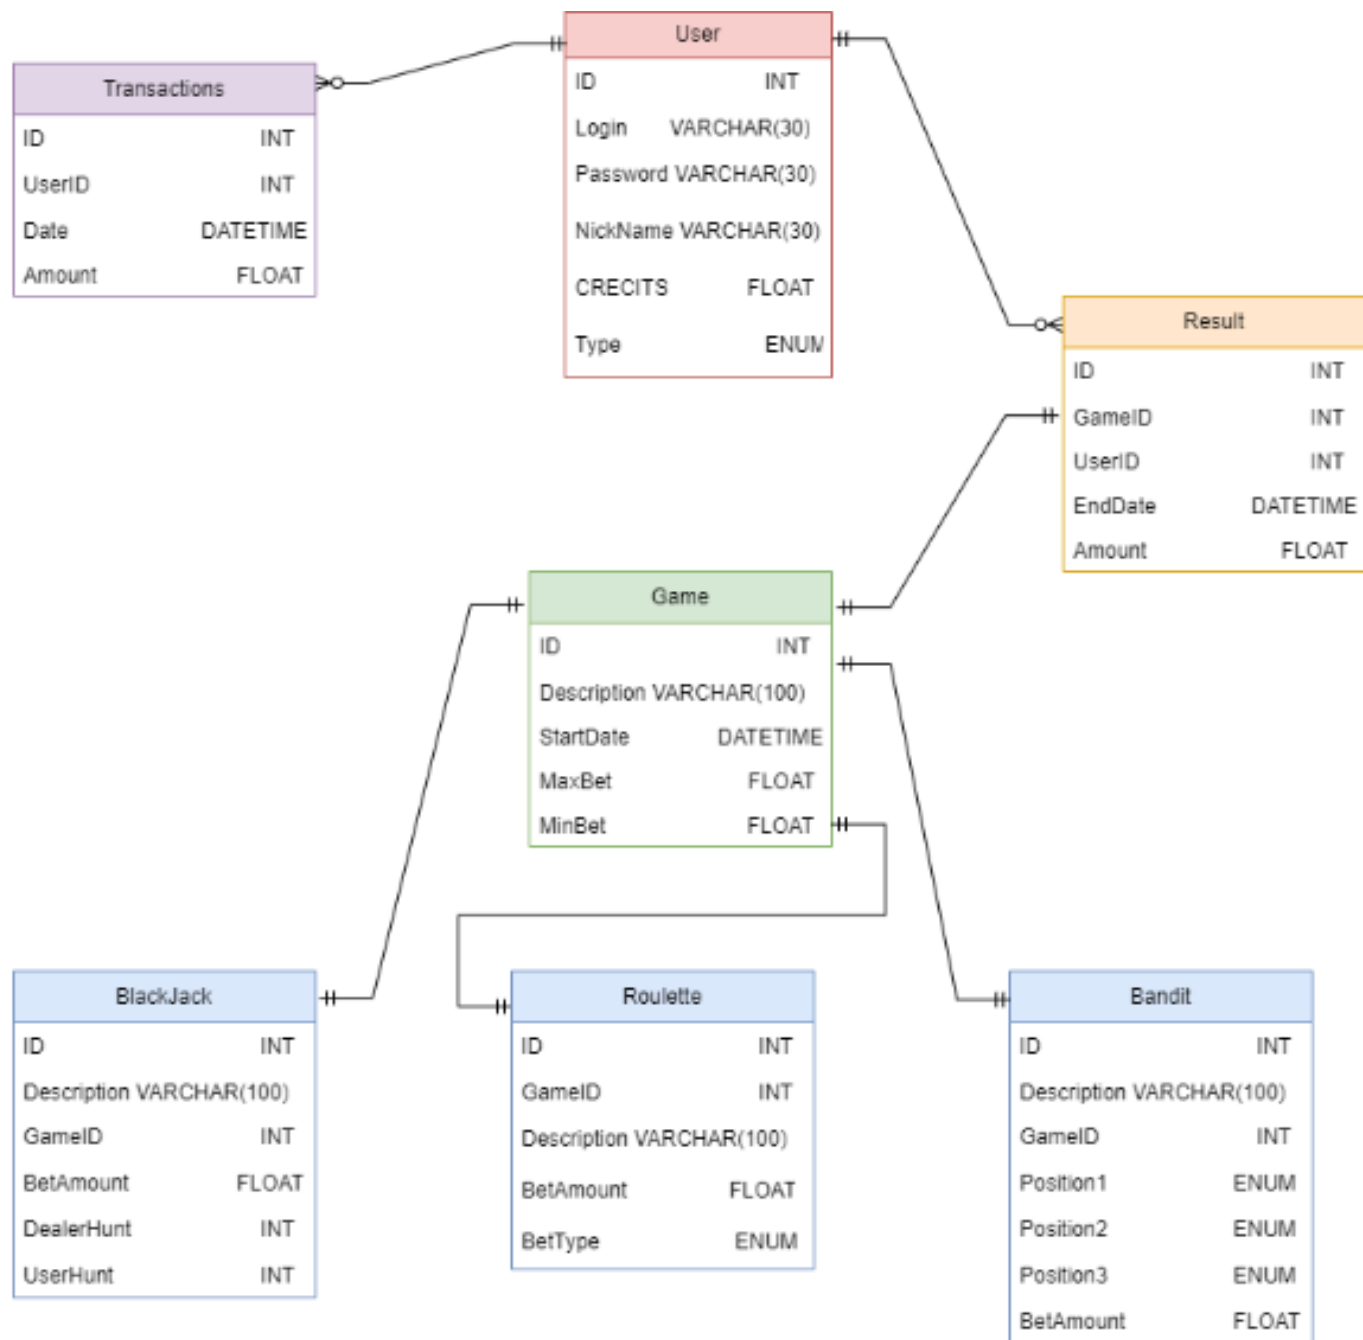 User
ID INT
Login VARCHAR(30)
Password VARCHAR(30)
NickName VARCHAR(30)
CRECITS FLOAT
Type ENUM
Transactions
ID INT
UserID INT
Date DATETIME
Amount FLOAT
Result
ID INT
GameID INT
UserID INT
EndDate DATETIME
Amount FLOAT
Game
ID INT
Description VARCHAR(100)
StartDate DATETIME
MaxBet FLOAT
MinBet FLOAT
BlackJack
ID INT
Description VARCHAR(100)
GameID INT
BetAmount FLOAT
DealerHunt INT
UserHunt INT
Roulette
ID INT
GameID INT
Description VARCHAR(100)
BetAmount FLOAT
BetType ENUM
Bandit
ID INT
Description VARCHAR(100)
GameID INT
Position1 ENUM
Position2 ENUM
Position3 ENUM
BetAmount FLOAT